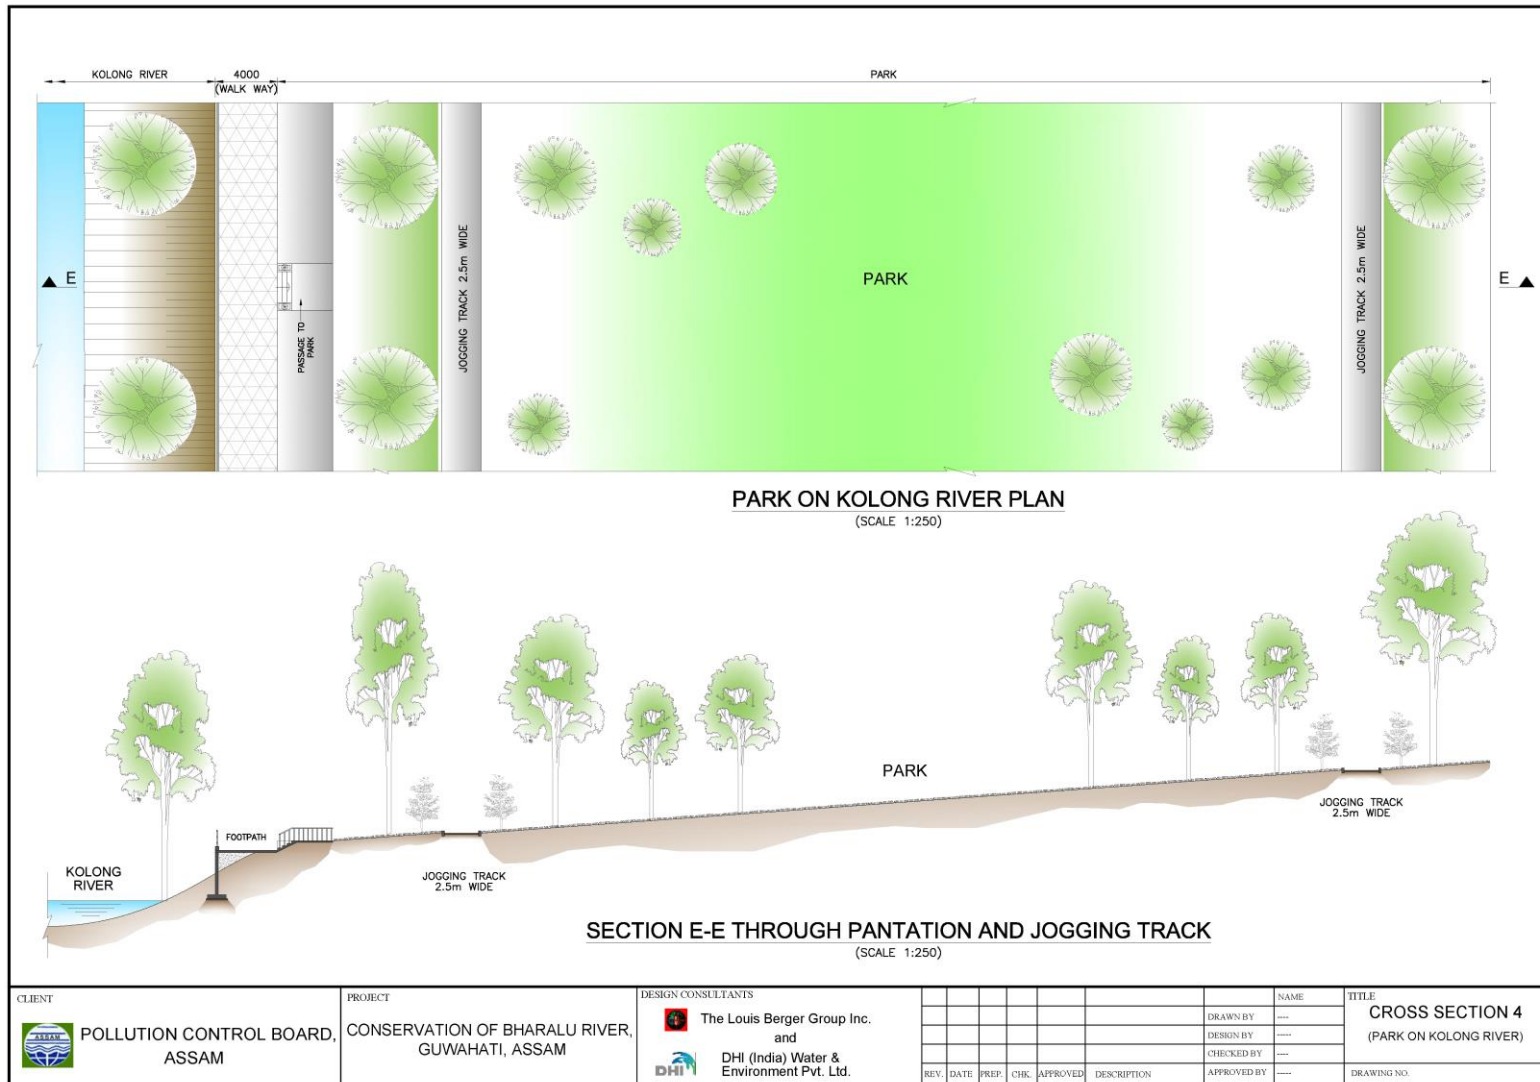 KOLONG RIVER
4000
(WALK WAY)
PARK
E
PASSAGE TO
PARK
JOGGING TRACK 2.5m WIDE
PARK
JOGGING TRACK 2.5m WIDE
E
PARK ON KOLONG RIVER PLAN
(SCALE 1:250)
KOLONG
RIVER
FOOTPATH
JOGGING TRACK
2.5m WIDE
PARK
JOGGING TRACK
2.5m WIDE
SECTION E-E THROUGH PANTATION AND JOGGING TRACK
(SCALE 1:250)
CLIENT
ASSAM
POLLUTION CONTROL BOARD,
ASSAM
PROJECT
CONSERVATION OF BHARALU RIVER,
GUWAHATI, ASSAM
DESIGN CONSULTANTS
The Louis Berger Group Inc.
and
DHI
DHI (India) Water &
Environment Pvt. Ltd.
REV. DATE PREP. CHK. APPROVED DESCRIPTION
NAME
DRAWN BY ----
DESIGN BY -----
CHECKED BY ----
APPROVED BY -----
TITLE
CROSS SECTION 4
(PARK ON KOLONG RIVER)
DRAWING NO.